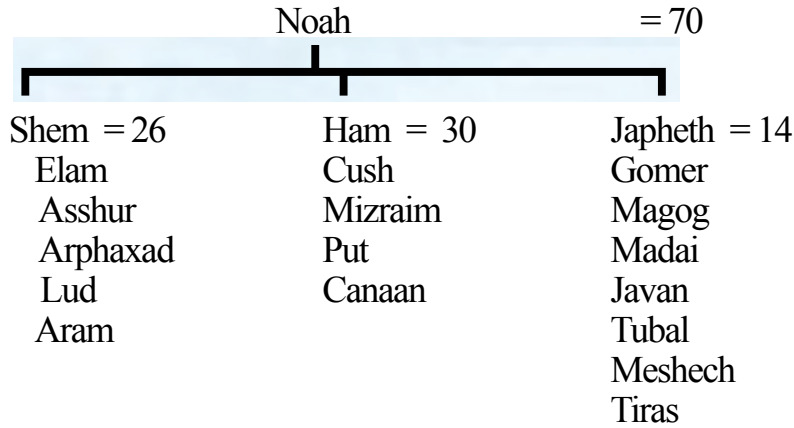 Noah = 70
Shem = 26
Elam
Asshur
Arphaxad
Lud
Aram
Ham = 30
Cush
Mizraim
Put
Canaan
Japheth = 14
Gomer
Magog
Madai
Javan
Tubal
Meshech
Tiras